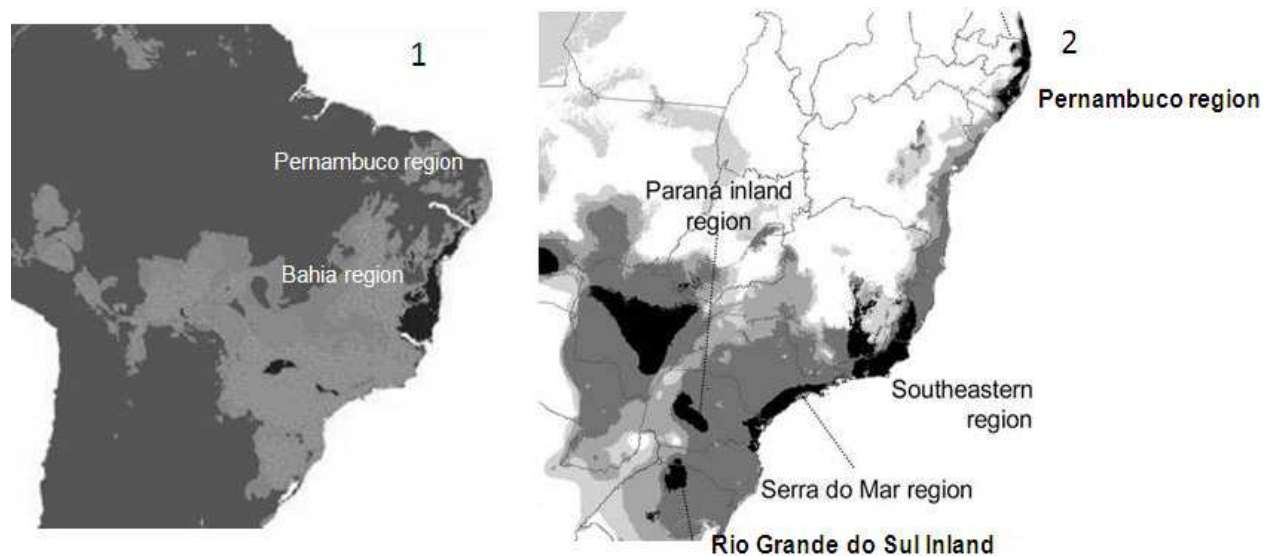 1
Pernambuco region
Bahia region
2
Pernambuco region
Paraná inland
region
Southeastern
region
Serra do Mar region
Rio Grande do Sul Inland